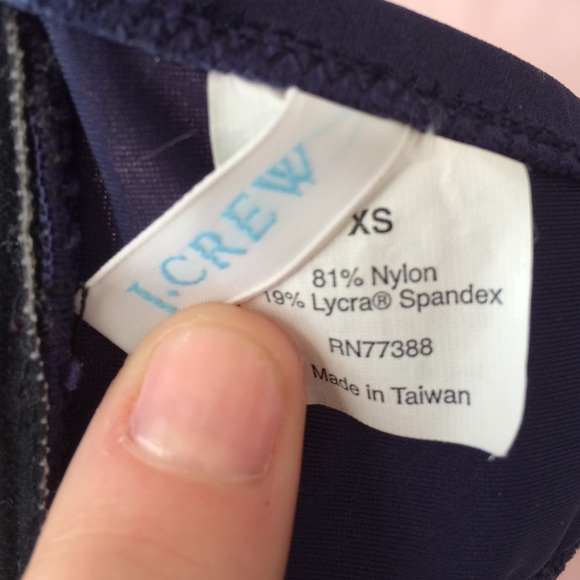 J.CREW
XS
81% Nylon
19% Lycra® Spandex
RN77388
Made in Taiwan